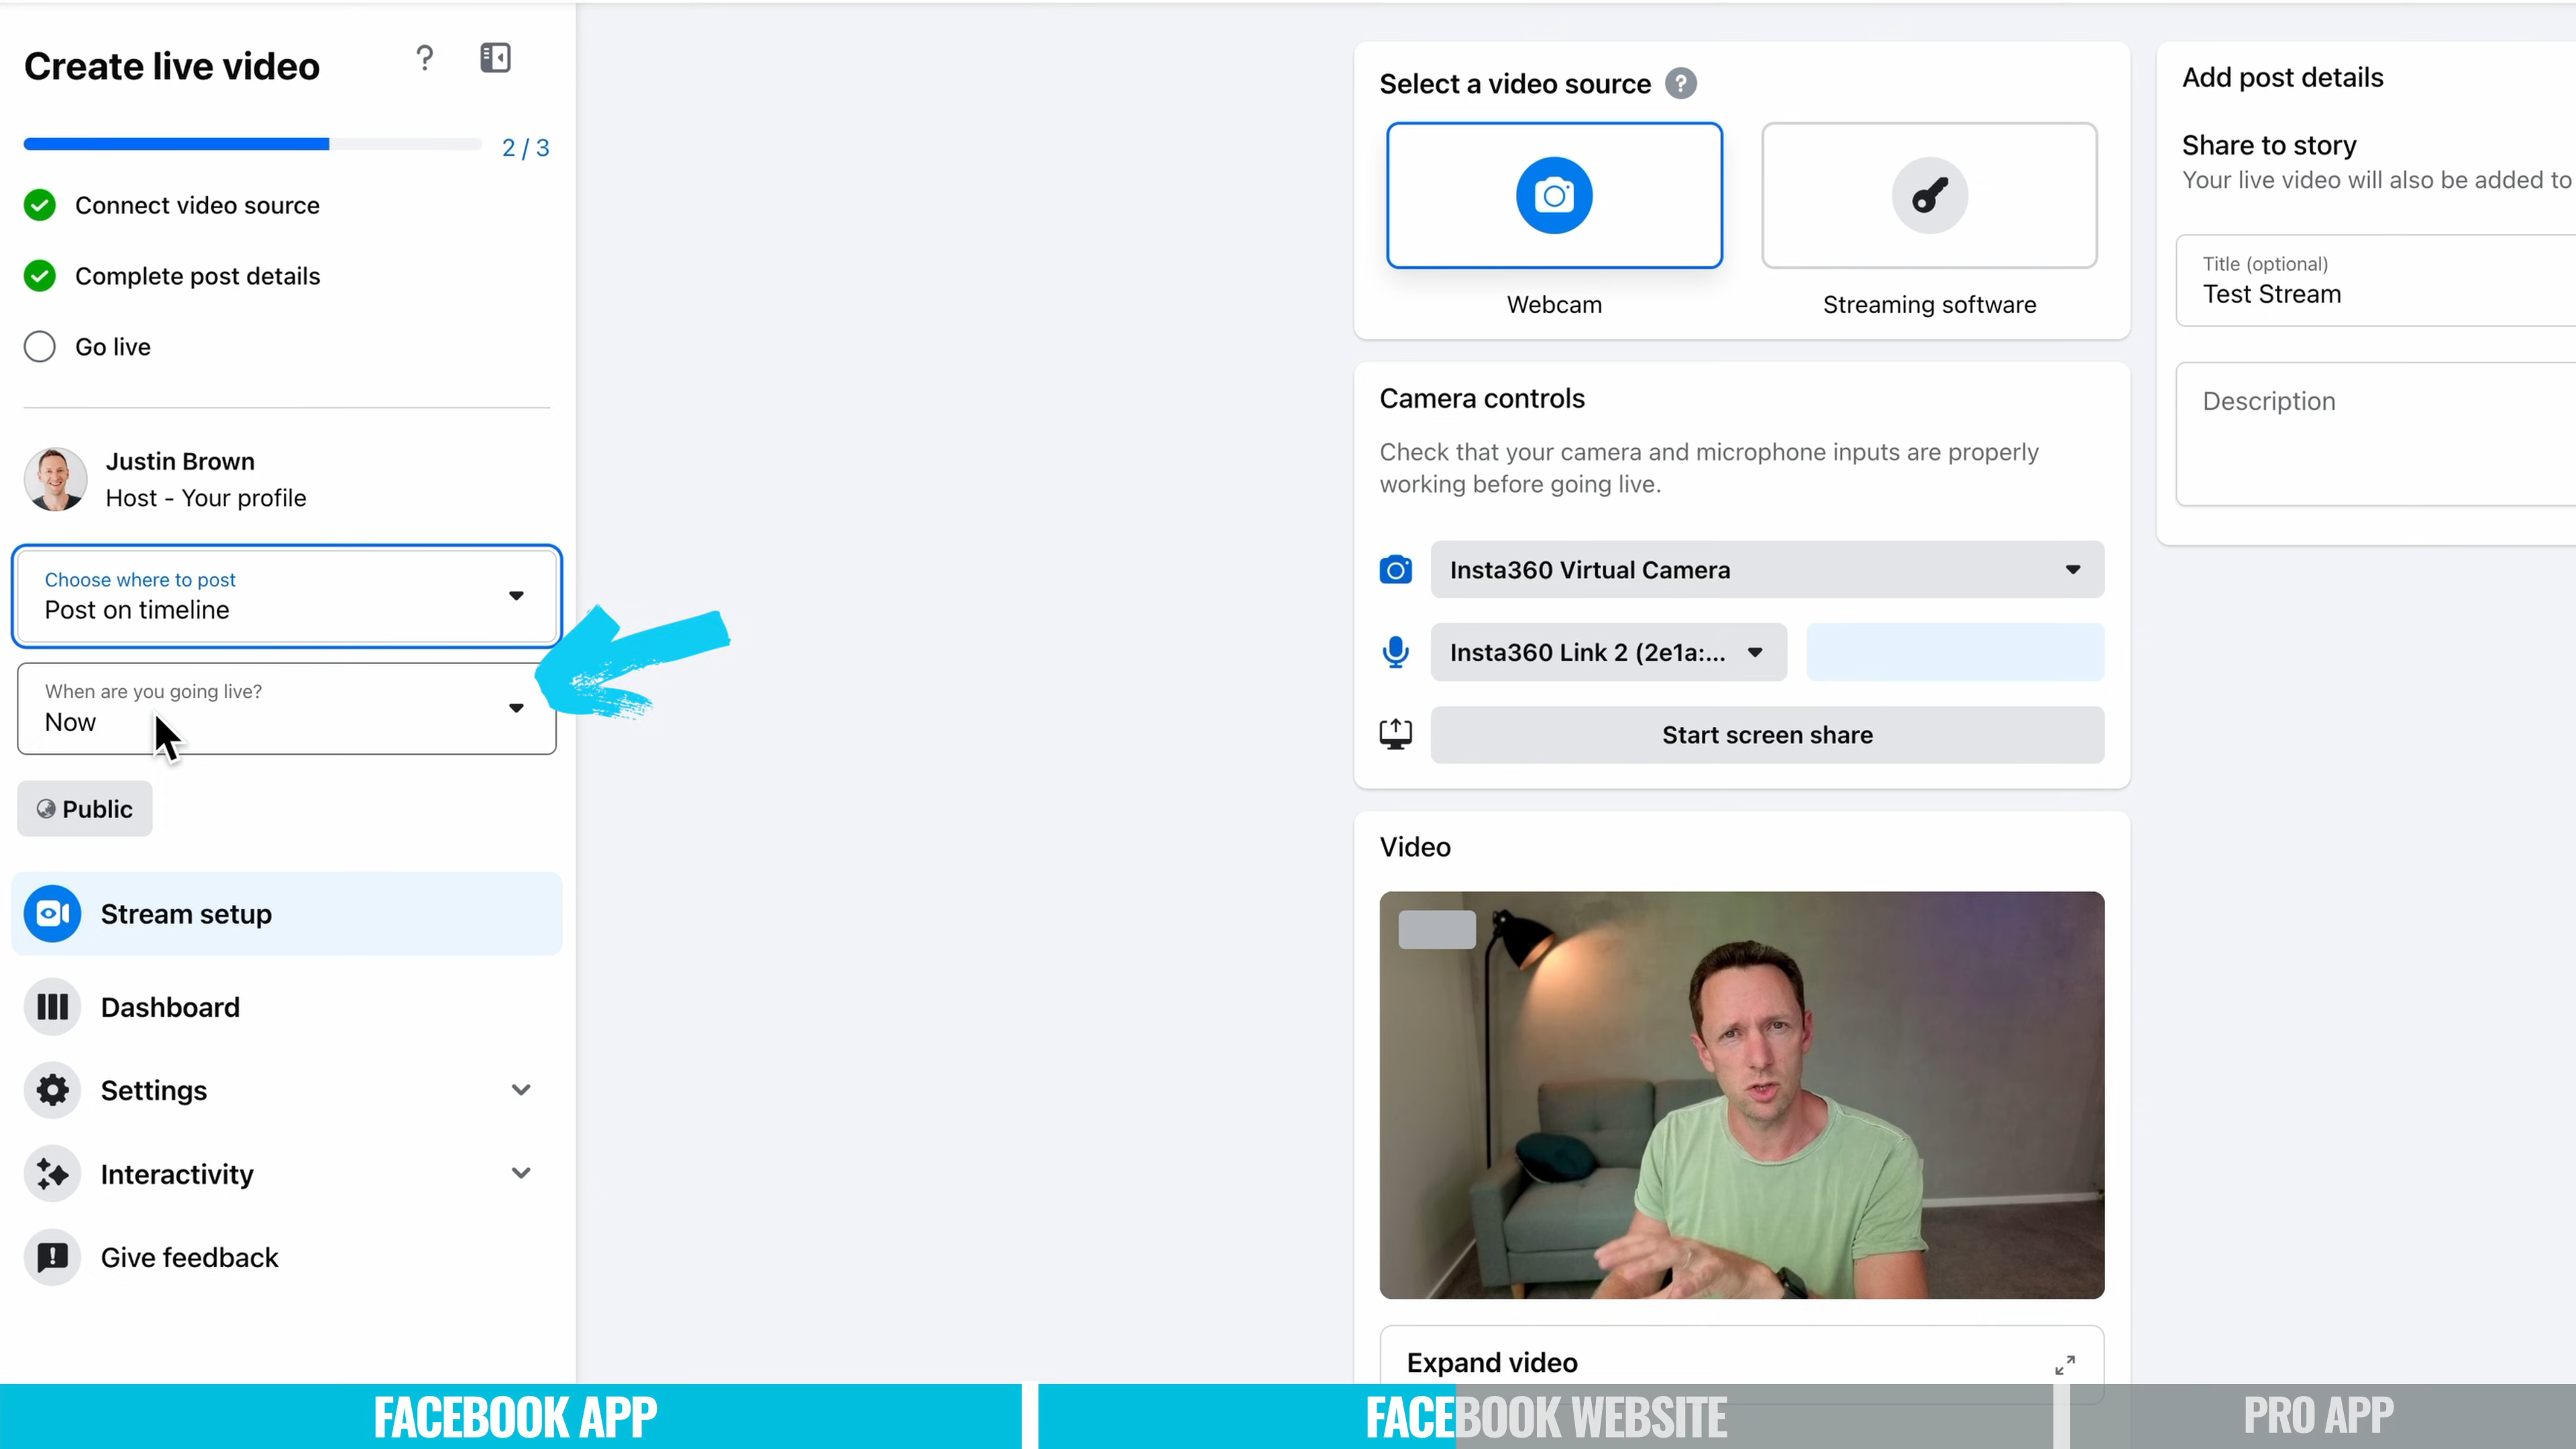 Create live video
2 / 3
Connect video source
Complete post details
Go live
Justin Brown
Host - Your profile
Choose where to post
Post on timeline
When are you going live?
Now
Public
Stream setup
Dashboard
Settings
Interactivity
Give feedback
Select a video source
Webcam
Streaming software
Camera controls
Check that your camera and microphone inputs are properly
working before going live.
Insta360 Virtual Camera
Insta360 Link 2 (2e1a:...
Start screen share
Video
Expand video
Add post details
Share to story
Your live video will also be added to
Title (optional)
Test Stream
Description
FACEBOOK APP
FACEBOOK WEBSITE
PRO APP